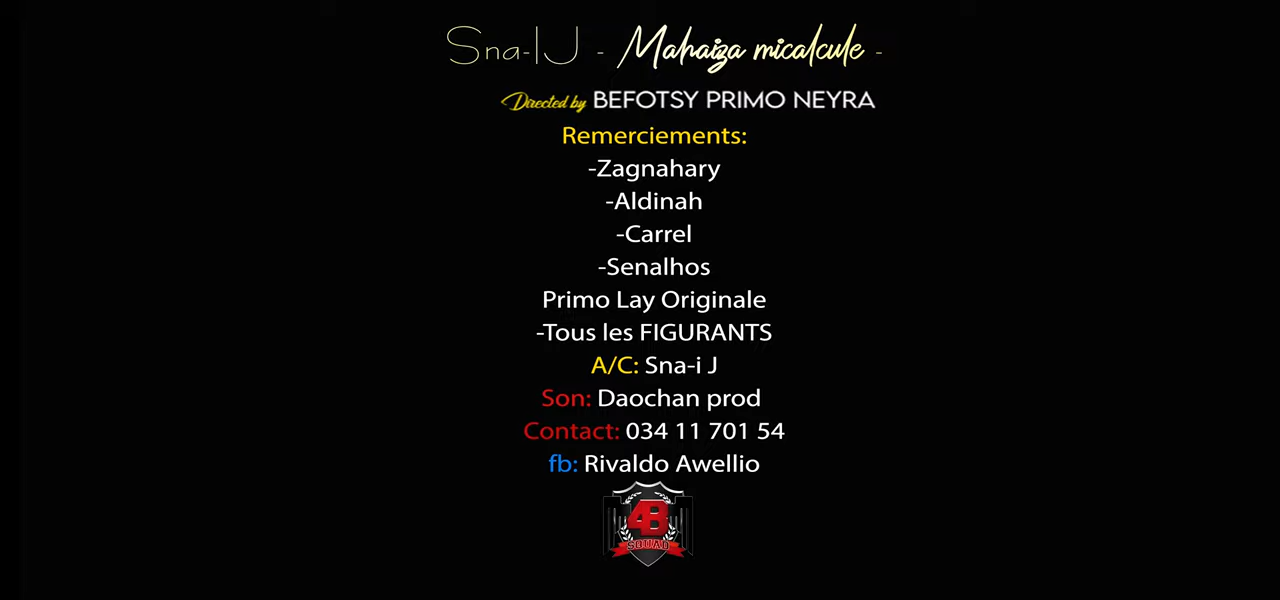 Sna-IJ - Mahaiza micalcule -
Directed by BEFOTSY PRIMO NEYRA
Remerciements:
-Zagnahary
-Aldinah
-Carrel
-Senalhos
Primo Lay Originale
-Tous les FIGURANTS
A/C: Sna-i J
Son: Daochan prod
Contact: 034 11 701 54
fb: Rivaldo Awellio
4B
SQUAD